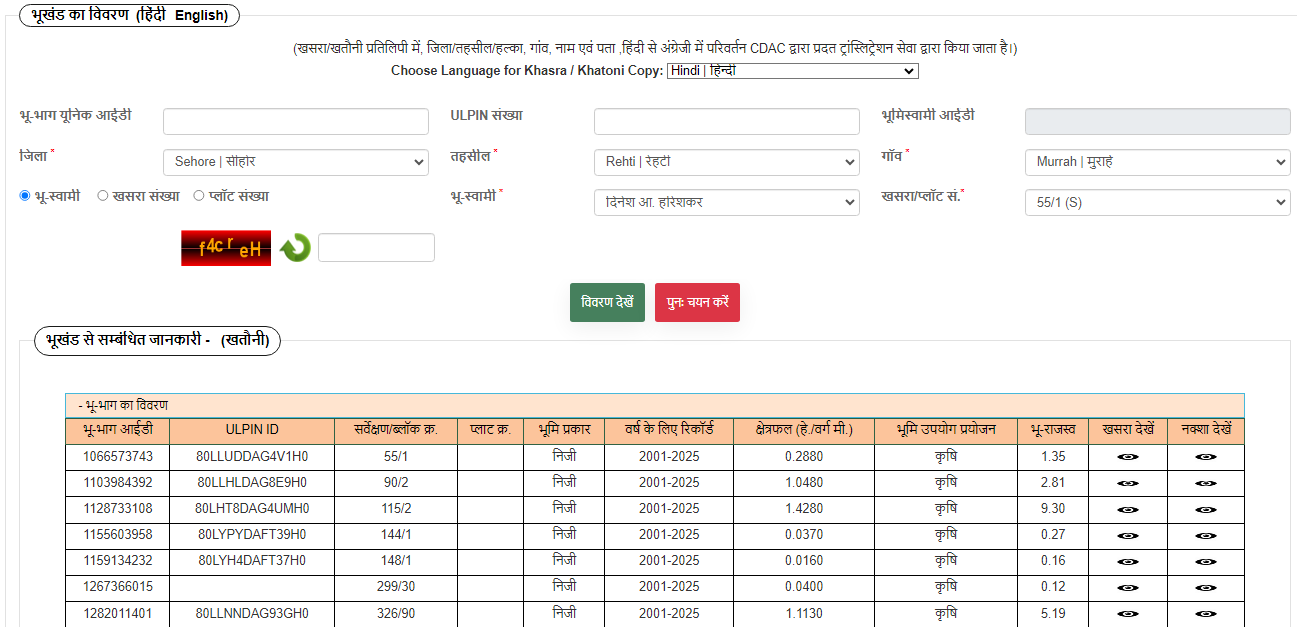 भूखंड का विवरण (हिंदी English)
(खसरा/खतौनी प्रतिलिपी में, जिला/तहसील/हल्का, गांव, नाम एवं पता ,हिंदी से अंग्रेजी में परिवर्तन CDAC द्वारा प्रदत ट्रांस्लिट्रेशन सेवा द्वारा किया जाता है।)
Choose Language for Khasra / Khatoni Copy: Hindi | हिन्दी
भू-भाग यूनिक आईडी ULPIN संख्या भूमिस्वामी आईडी
जिला * Sehore | सीहोर तहसील * Rehti | रेहटी गाँव * Murrah | मुराहॅ
भू-स्वामी खसरा संख्या प्लॉट संख्या भू-स्वामी * दिनेश आ. हरिशकर खसरा/प्लॉट सं.* 55/1 (S)
f4creH
विवरण देखें पुनः चयन करें
भूखंड से सम्बंधित जानकारी - (खतौनी)
- भू-भाग का विवरण
भू-भाग आईडी ULPIN ID सर्वेक्षण/ब्लॉक क्र. प्लाट क्र. भूमि प्रकार वर्ष के लिए रिकॉर्ड क्षेत्रफल (हे./वर्ग मी.) भूमि उपयोग प्रयोजन भू-राजस्व खसरा देखें नक्शा देखें
1066573743 80LLUDDAG4V1H0 55/1 निजी 2001-2025 0.2880 कृषि 1.35
1103984392 80LLHLDAG8E9H0 90/2 निजी 2001-2025 1.0480 कृषि 2.81
1128733108 80LHT8DAG4UMH0 115/2 निजी 2001-2025 1.4280 कृषि 9.30
1155603958 80LYPYDAFT39H0 144/1 निजी 2001-2025 0.0370 कृषि 0.27
1159134232 80LYH4DAFT37H0 148/1 निजी 2001-2025 0.0160 कृषि 0.16
1267366015 299/30 निजी 2001-2025 0.0400 कृषि 0.12
1282011401 80LLNNDAG93GH0 326/90 निजी 2001-2025 1.1130 कृषि 5.19